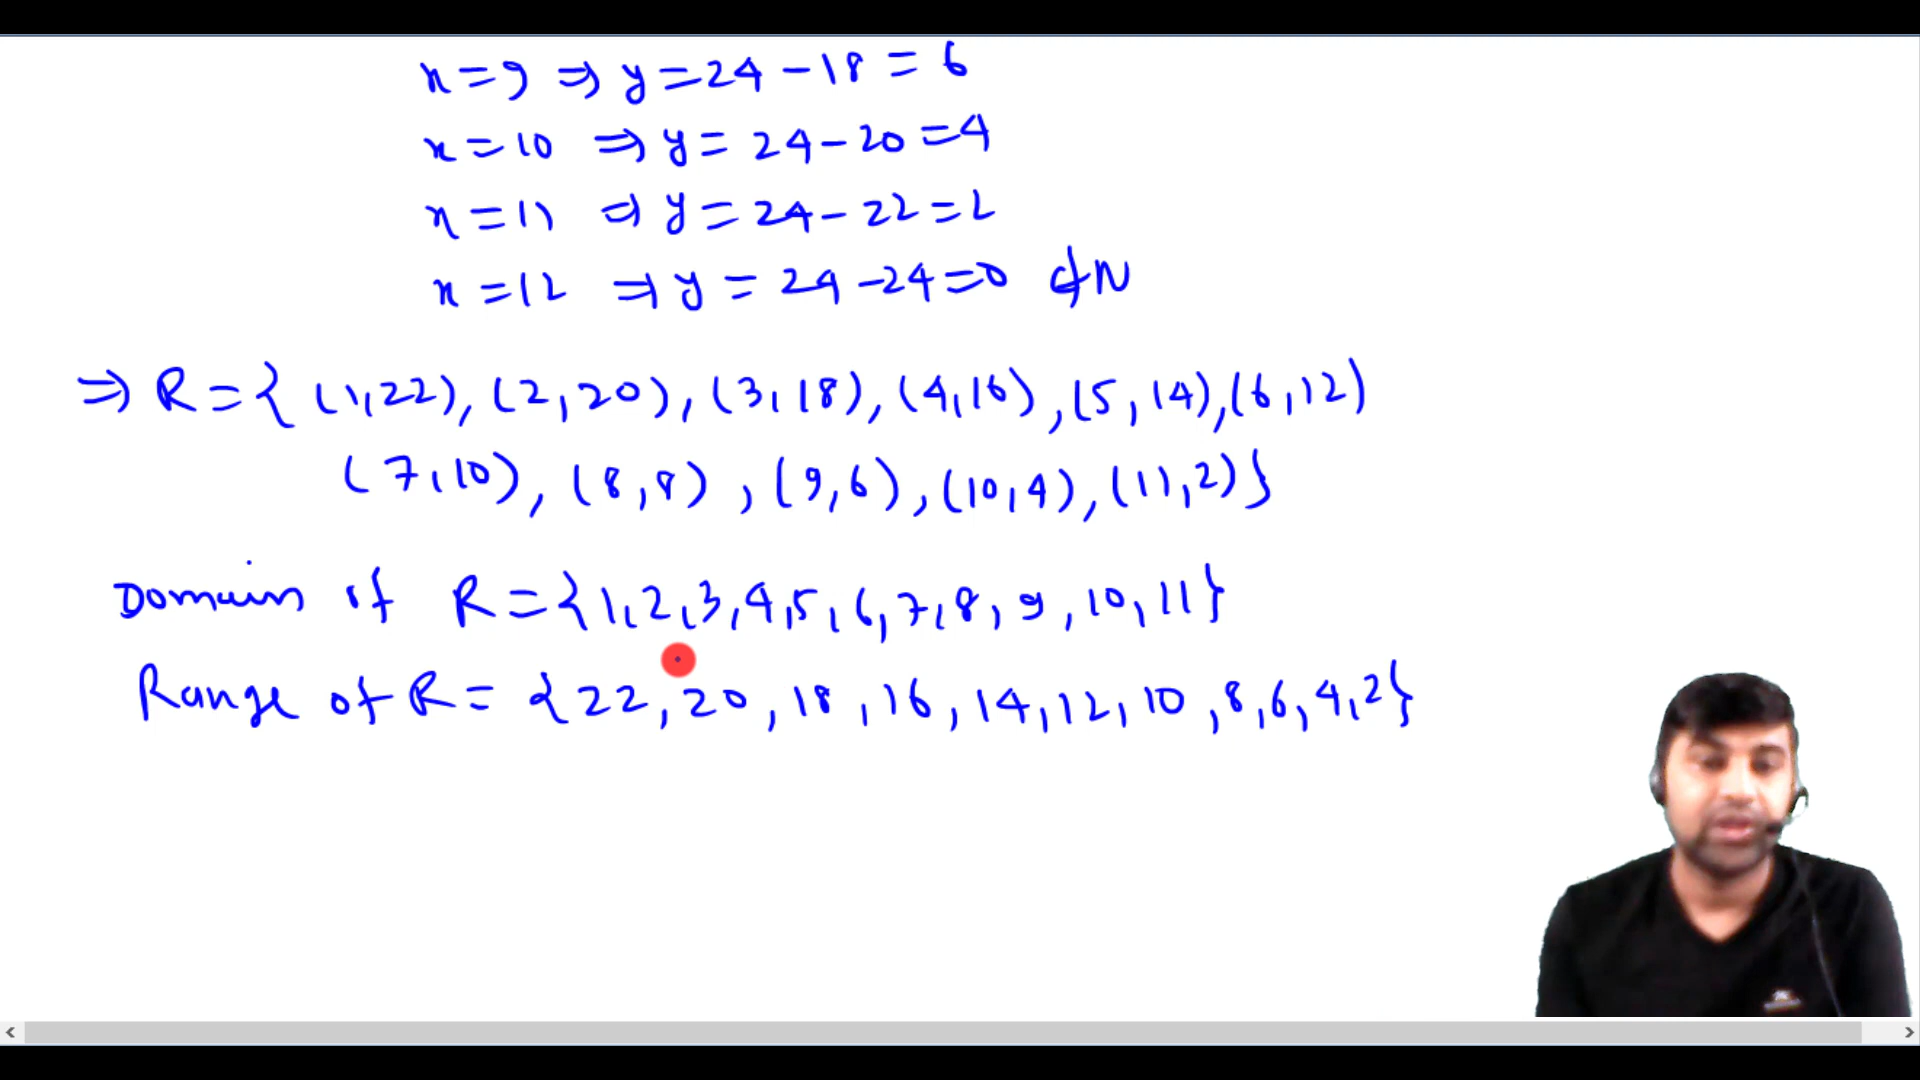 x=9 ⇒ y=24-18=6
x=10 ⇒ y=24-20=4
x=11 ⇒ y=24-22=2
x=12 ⇒ y=24-24=0 ∉N
⇒ R={(1,22),(2,20),(3,18),(4,16),(5,14),(6,12)
(7,10),(8,8),(9,6),(10,4),(11,2)}
Domain of R={1,2,3,4,5,6,7,8,9,10,11}
Range of R={22,20,18,16,14,12,10,8,6,4,2}